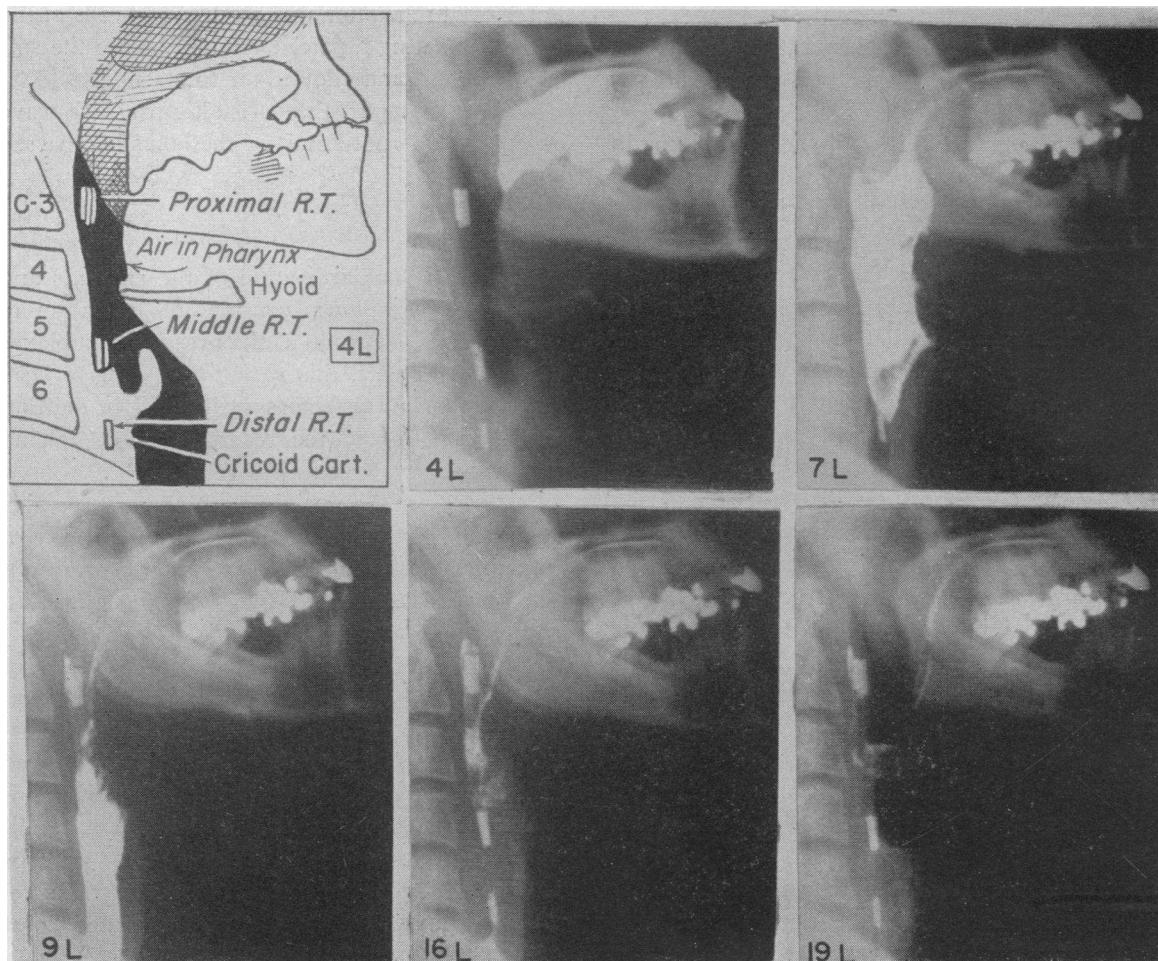 C-3
Proximal R.T.
Air in Pharynx
4
Hyoid
5
Middle R.T.
4L
6
Distal R.T.
Cricoid Cart.
4L
7L
9L
16L
19L